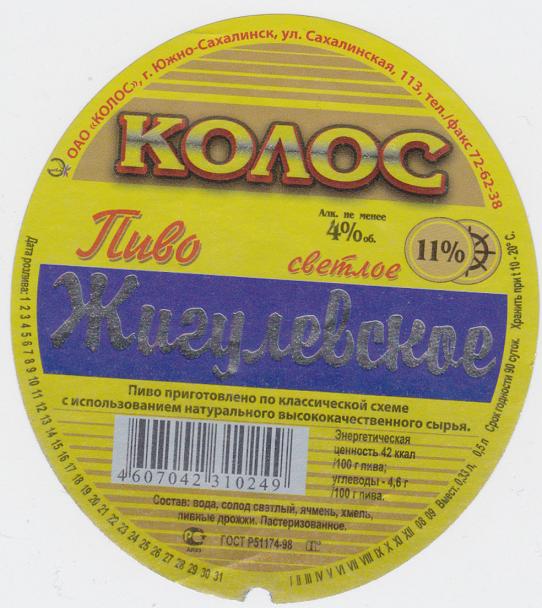 ОАО «КОЛОС», г. Южно-Сахалинск, ул. Сахалинская, 113, тел./факс 72-62-38
КОЛОС
Алк. не менее
4% об.
11%
Пиво
светлое
Жигулевское
Пиво приготовлено по классической схеме
с использованием натурального высококачественного сырья.
Энергетическая
ценность 42 ккал
/100 г пива;
углеводы - 4,6 г
/100 г пива.
4607042310249
Состав: вода, солод светлый, ячмень, хмель,
пивные дрожжи. Пастеризованное.
ГОСТ Р51174-98
Дата розлива: 1 2 3 4 5 6 7 8 9 10 11 12 13 14 15 16 17 18 19 20 21 22 23 24 25 26 27 28 29 30 31
I II III IV V VI VII VIII IX X XI XII 08 09 Вмест. 0,33 л, 0,5 л Срок годности 90 суток. Хранить при t 10 - 20° С.